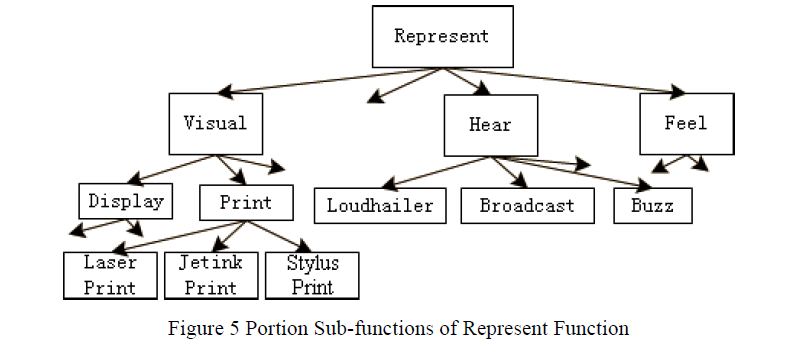 Represent
Visual
Hear
Feel
Display
Print
Loudhailer
Broadcast
Buzz
Laser
Print
Jetink
Print
Stylus
Print
Figure 5 Portion Sub-functions of Represent Function